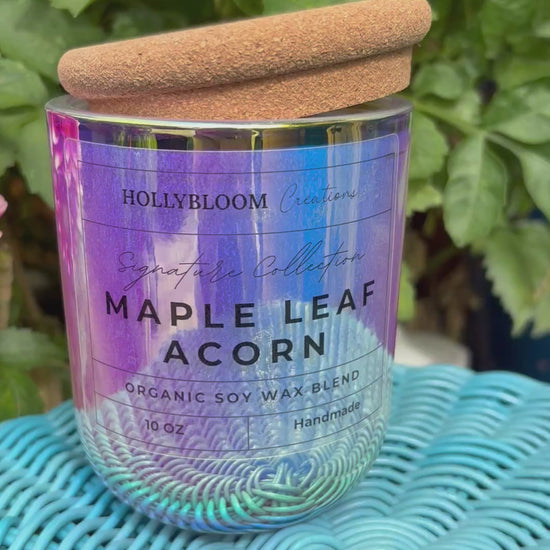 HOLLYBLOOM Creations
Signature Collection
MAPLE LEAF
ACORN
ORGANIC SOY WAX BLEND
10 OZ Handmade